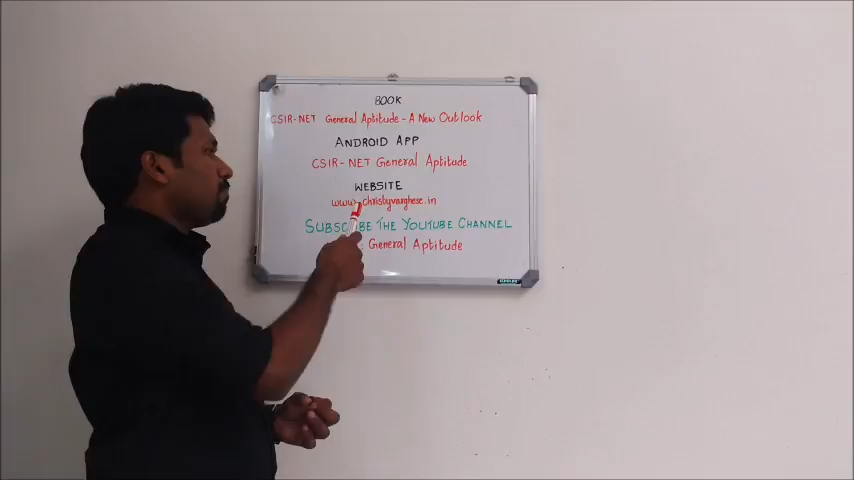 BOOK
CSIR-NET General Aptitude - A New Outlook
ANDROID APP
CSIR-NET General Aptitude
WEBSITE
www.christyvarghese.in
SUBSCRIBE THE YOUTUBE CHANNEL
General Aptitude